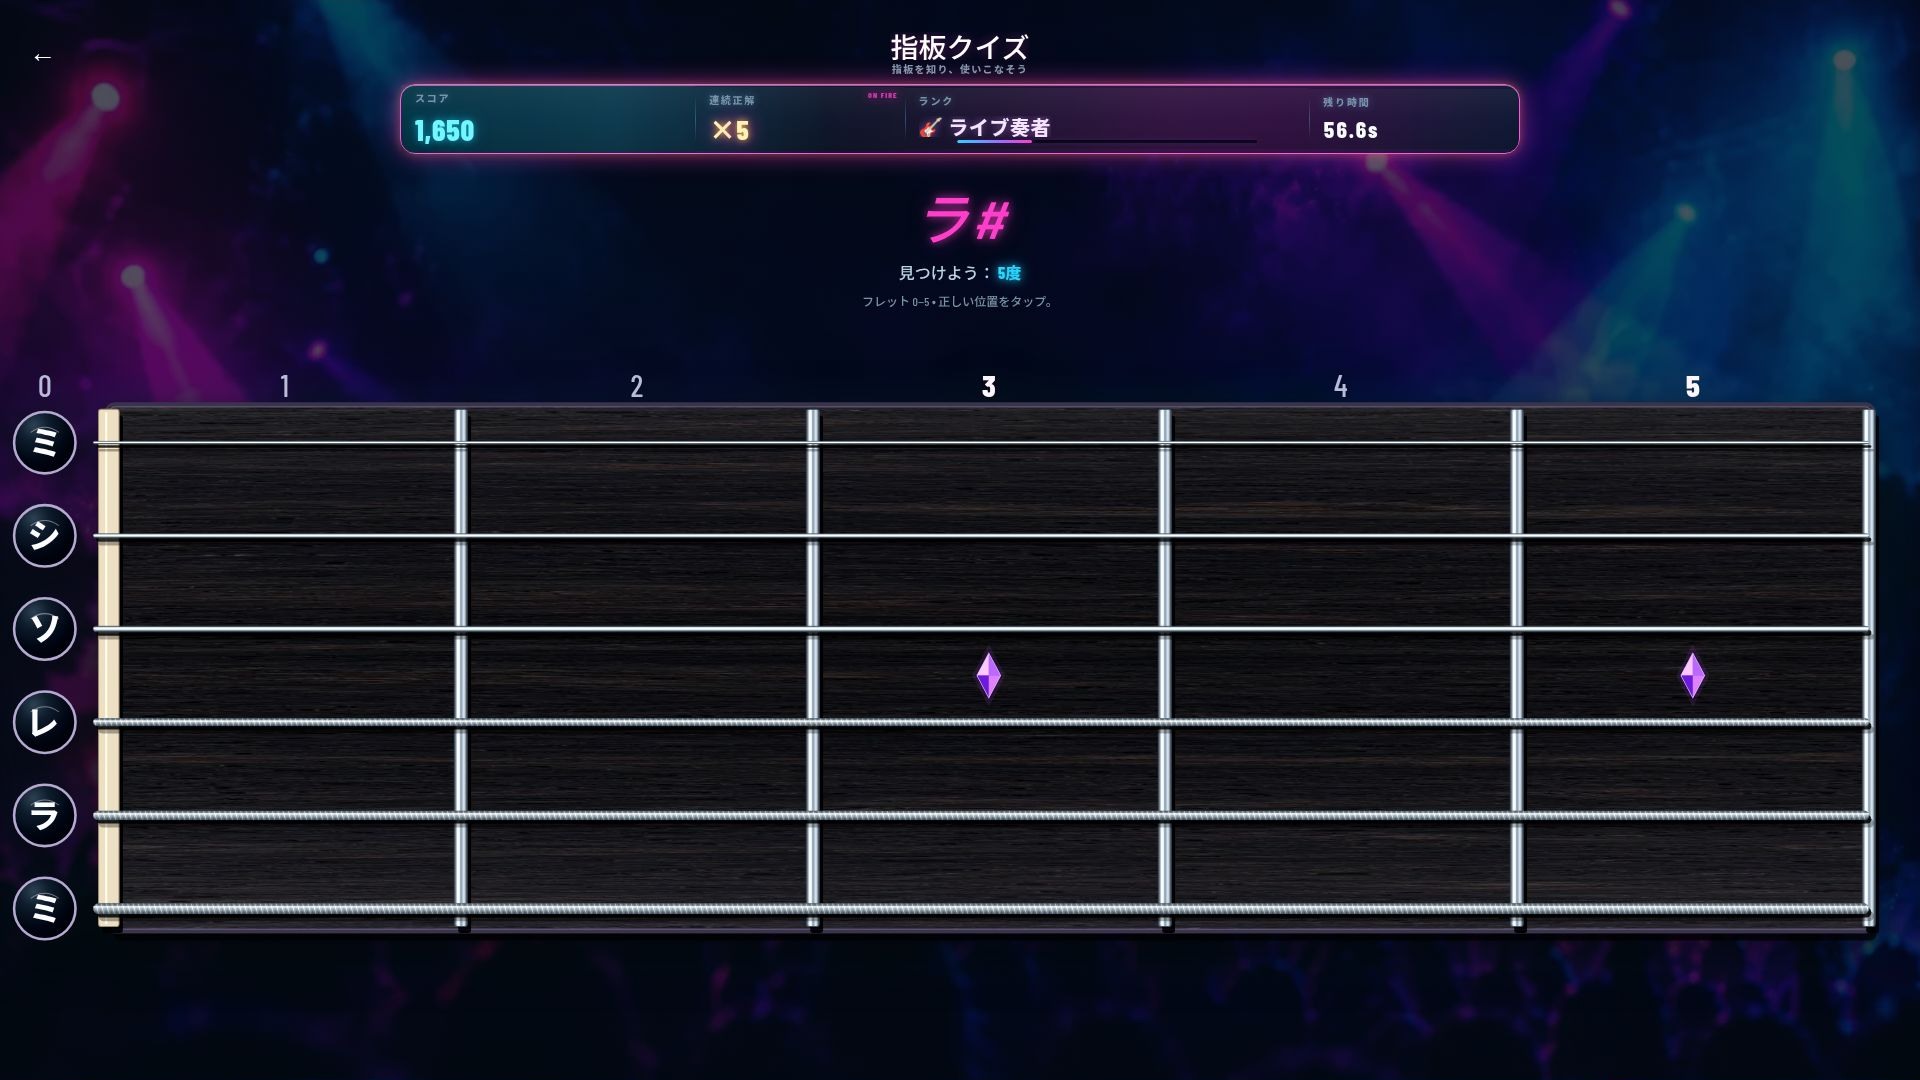 ←
指板クイズ
指板を知り、使いこなそう
スコア
1,650
連続正解
×5
ON FIRE
ランク
ライブ奏者
残り時間
56.6s
ラ#
見つけよう：5度
フレット 0–5 • 正しい位置をタップ。
0 1 2 3 4 5
ミ
シ
ソ
レ
ラ
ミ